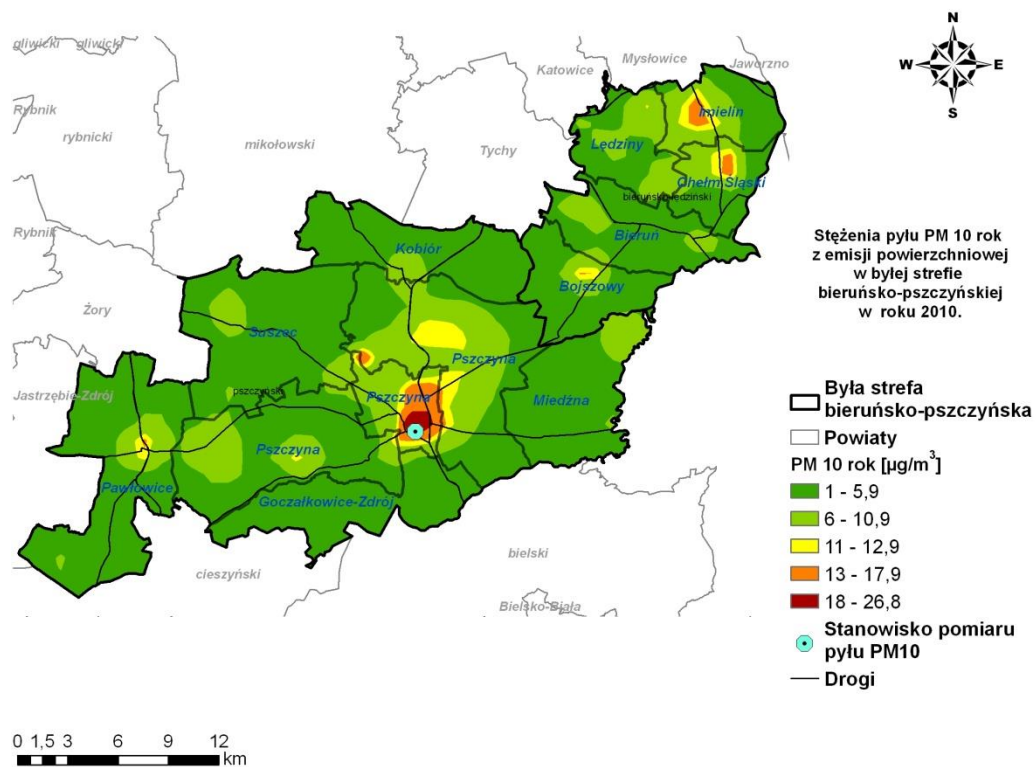 N
W E
S
gliwicki gliwicki
Mysłowice
Katowice
Jaworzno
Rybnik
rybnicki
mikołowski
Tychy
Imielin
Lędziny
Chełm Śląski
bieruńsko-lędziński
Rybnik
Kobiór
Bieruń
Bojszowy
Żory
Suszec
Pszczyna
Jastrzębie-Zdrój
pszczyński
Pszczyna
Miedźna
Pszczyna
Pawłowice
Goczałkowice-Zdrój
cieszyński
bielski
Bielsko-Biała
Stężenia pyłu PM 10 rok
z emisji powierzchniowej
w byłej strefie
bieruńsko-pszczyńskiej
w roku 2010.
Była strefa
bieruńsko-pszczyńska
Powiaty
PM 10 rok [µg/m³]
1 - 5,9
6 - 10,9
11 - 12,9
13 - 17,9
18 - 26,8
Stanowisko pomiaru
pyłu PM10
Drogi
0 1,5 3 6 9 12
km